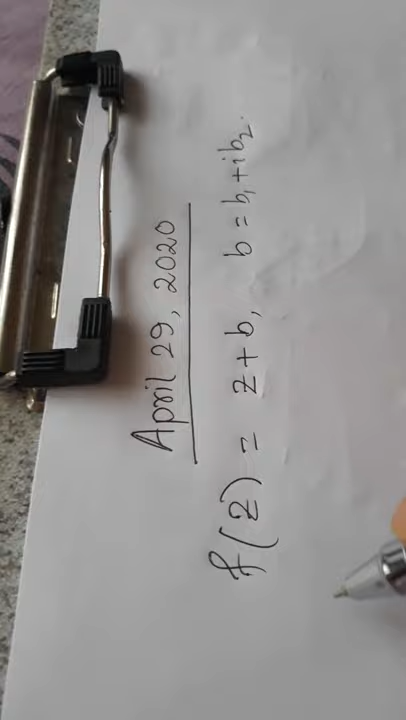 April 29, 2020
f(z) = z + b, b = b₁ + ib₂.